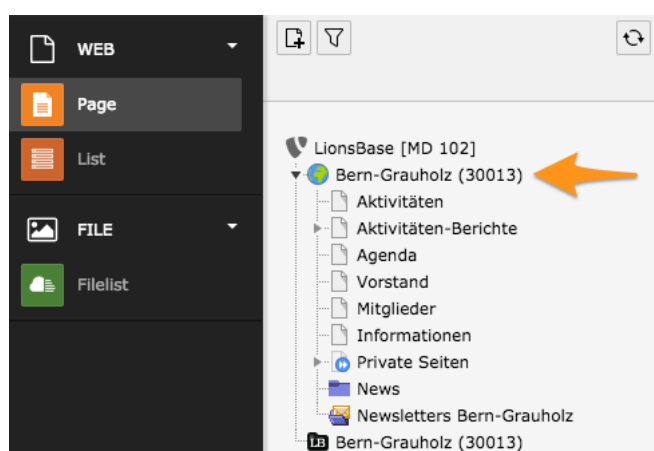 WEB
Page
List
FILE
Filelist
LionsBase [MD 102]
Bern-Grauholz (30013)
Aktivitäten
Aktivitäten-Berichte
Agenda
Vorstand
Mitglieder
Informationen
Private Seiten
News
Newsletters Bern-Grauholz
LB Bern-Grauholz (30013)